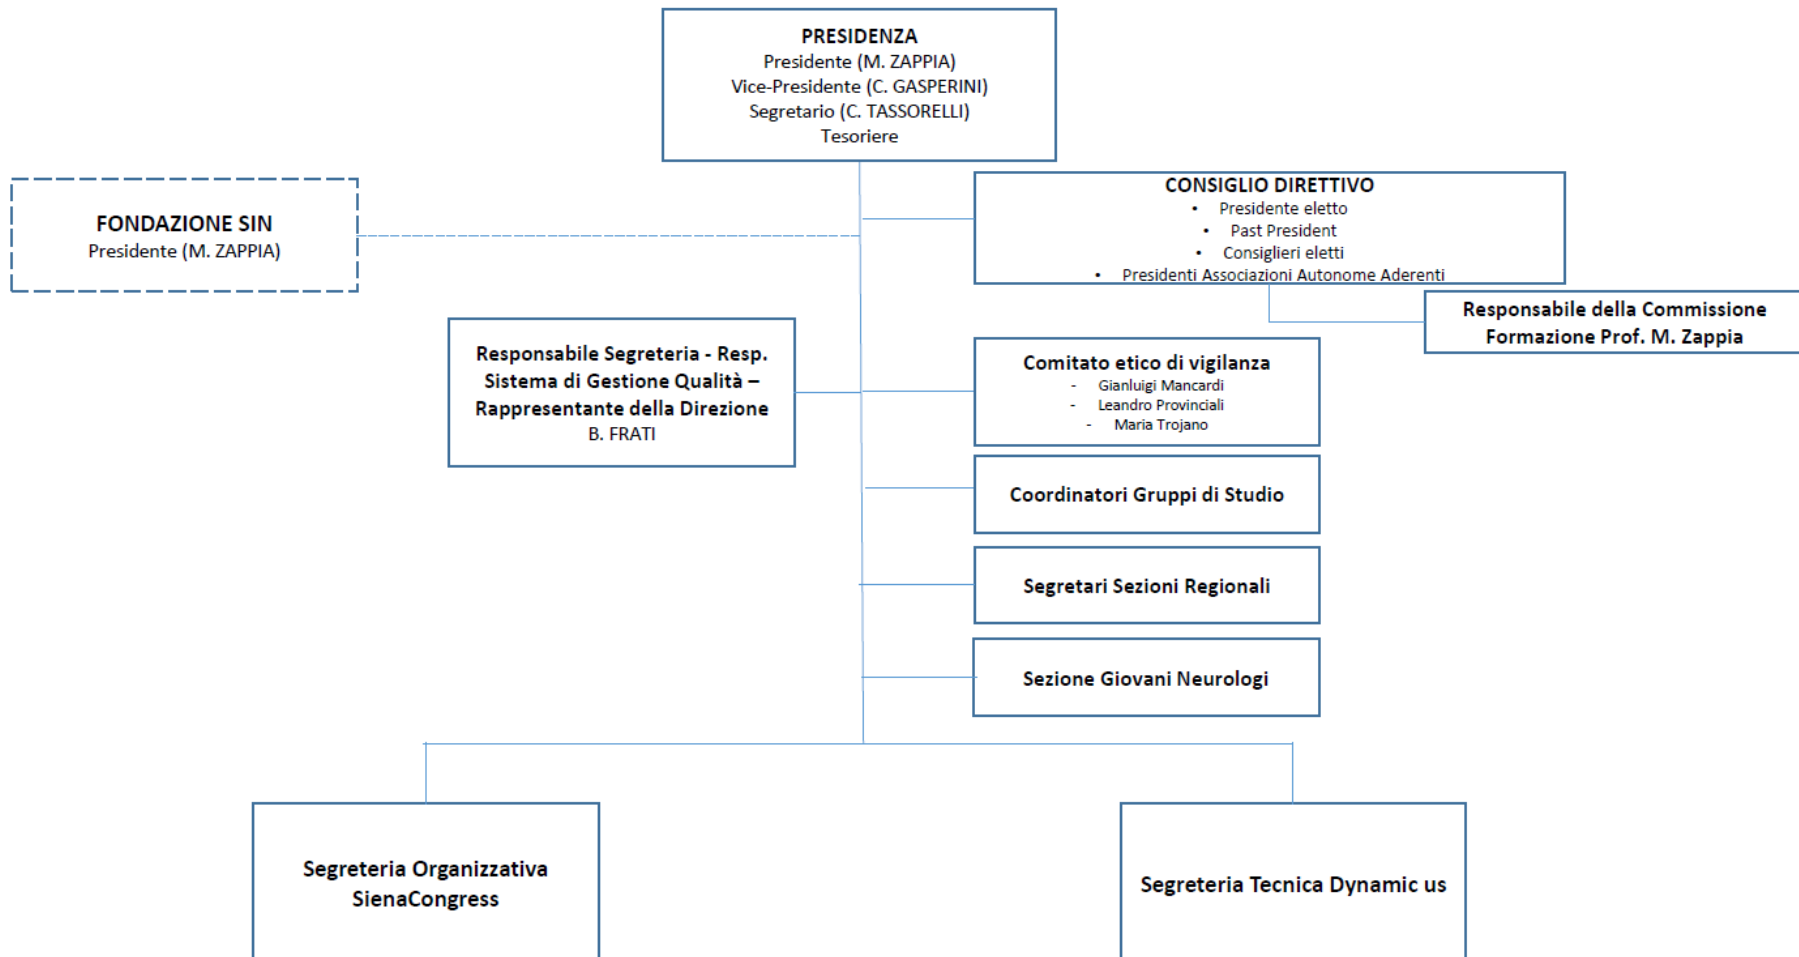 PRESIDENZA
Presidente (M. ZAPPIA)
Vice-Presidente (C. GASPERINI)
Segretario (C. TASSORELLI)
Tesoriere
FONDAZIONE SIN
Presidente (M. ZAPPIA)
CONSIGLIO DIRETTIVO
• Presidente eletto
• Past President
• Consiglieri eletti
• Presidenti Associazioni Autonome Aderenti
Responsabile della Commissione
Formazione Prof. M. Zappia
Responsabile Segreteria - Resp.
Sistema di Gestione Qualità –
Rappresentante della Direzione
B. FRATI
Comitato etico di vigilanza
- Gianluigi Mancardi
- Leandro Provinciali
- Maria Trojano
Coordinatori Gruppi di Studio
Segretari Sezioni Regionali
Sezione Giovani Neurologi
Segreteria Organizzativa
SienaCongress
Segreteria Tecnica Dynamic us